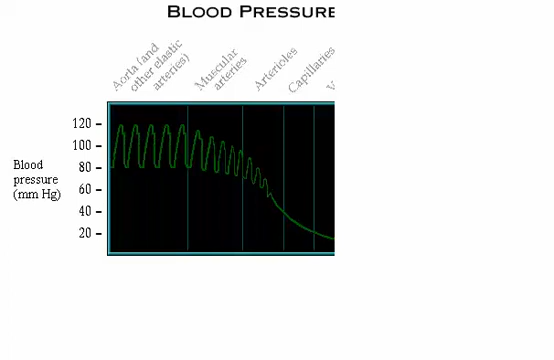 BLOOD PRESSURE
Aorta (and
other elastic
arteries)
Muscular
arteries
Arterioles
Capillaries
V
120
100
80
60
40
20
Blood
pressure
(mm Hg)